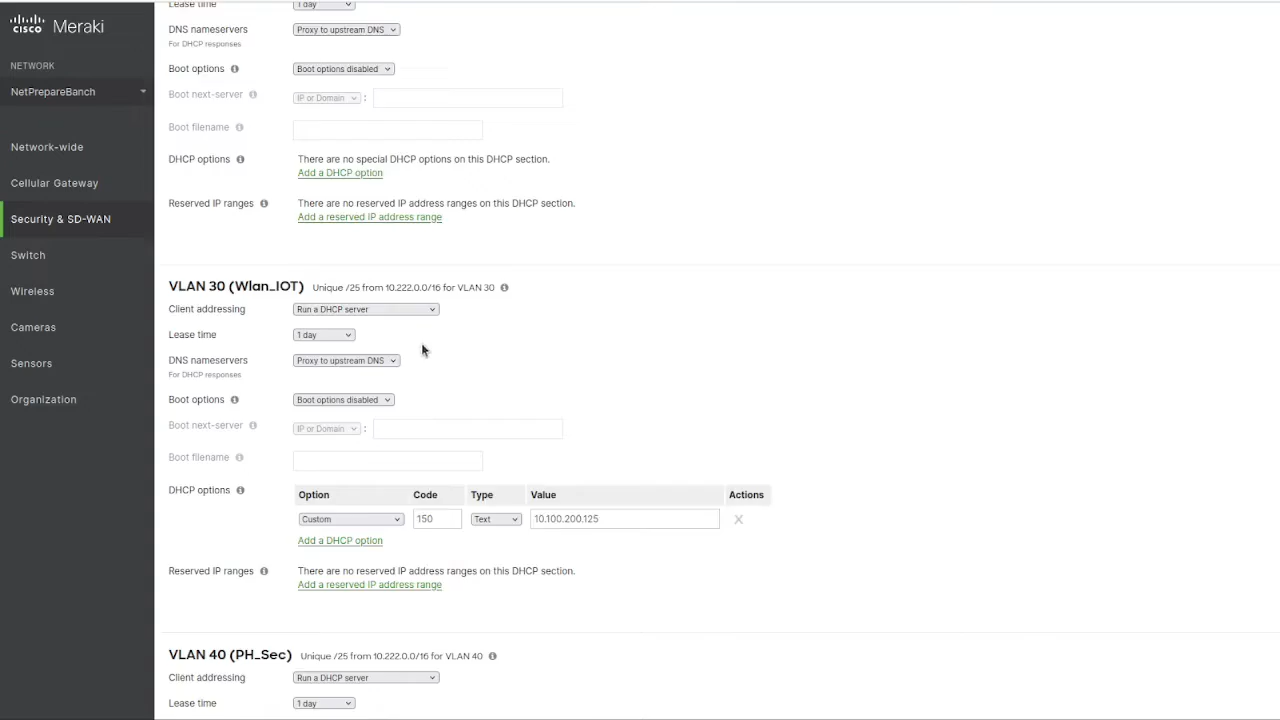 Lease time 1 day
cisco Meraki
DNS nameservers Proxy to upstream DNS
For DHCP responses
NETWORK
Boot options Boot options disabled
NetPrepareBanch
Boot next-server IP or Domain :
Boot filename
Network-wide
DHCP options There are no special DHCP options on this DHCP section.
Add a DHCP option
Cellular Gateway
Reserved IP ranges There are no reserved IP address ranges on this DHCP section.
Add a reserved IP address range
Security & SD-WAN
Switch
Wireless
Cameras
Sensors
Organization
VLAN 30 (Wlan_IOT) Unique /25 from 10.222.0.0/16 for VLAN 30
Client addressing Run a DHCP server
Lease time 1 day
DNS nameservers Proxy to upstream DNS
For DHCP responses
Boot options Boot options disabled
Boot next-server IP or Domain :
Boot filename
DHCP options Option Code Type Value Actions
Custom 150 Text 10.100.200.125 X
Add a DHCP option
Reserved IP ranges There are no reserved IP address ranges on this DHCP section.
Add a reserved IP address range
VLAN 40 (PH_Sec) Unique /25 from 10.222.0.0/16 for VLAN 40
Client addressing Run a DHCP server
Lease time 1 day